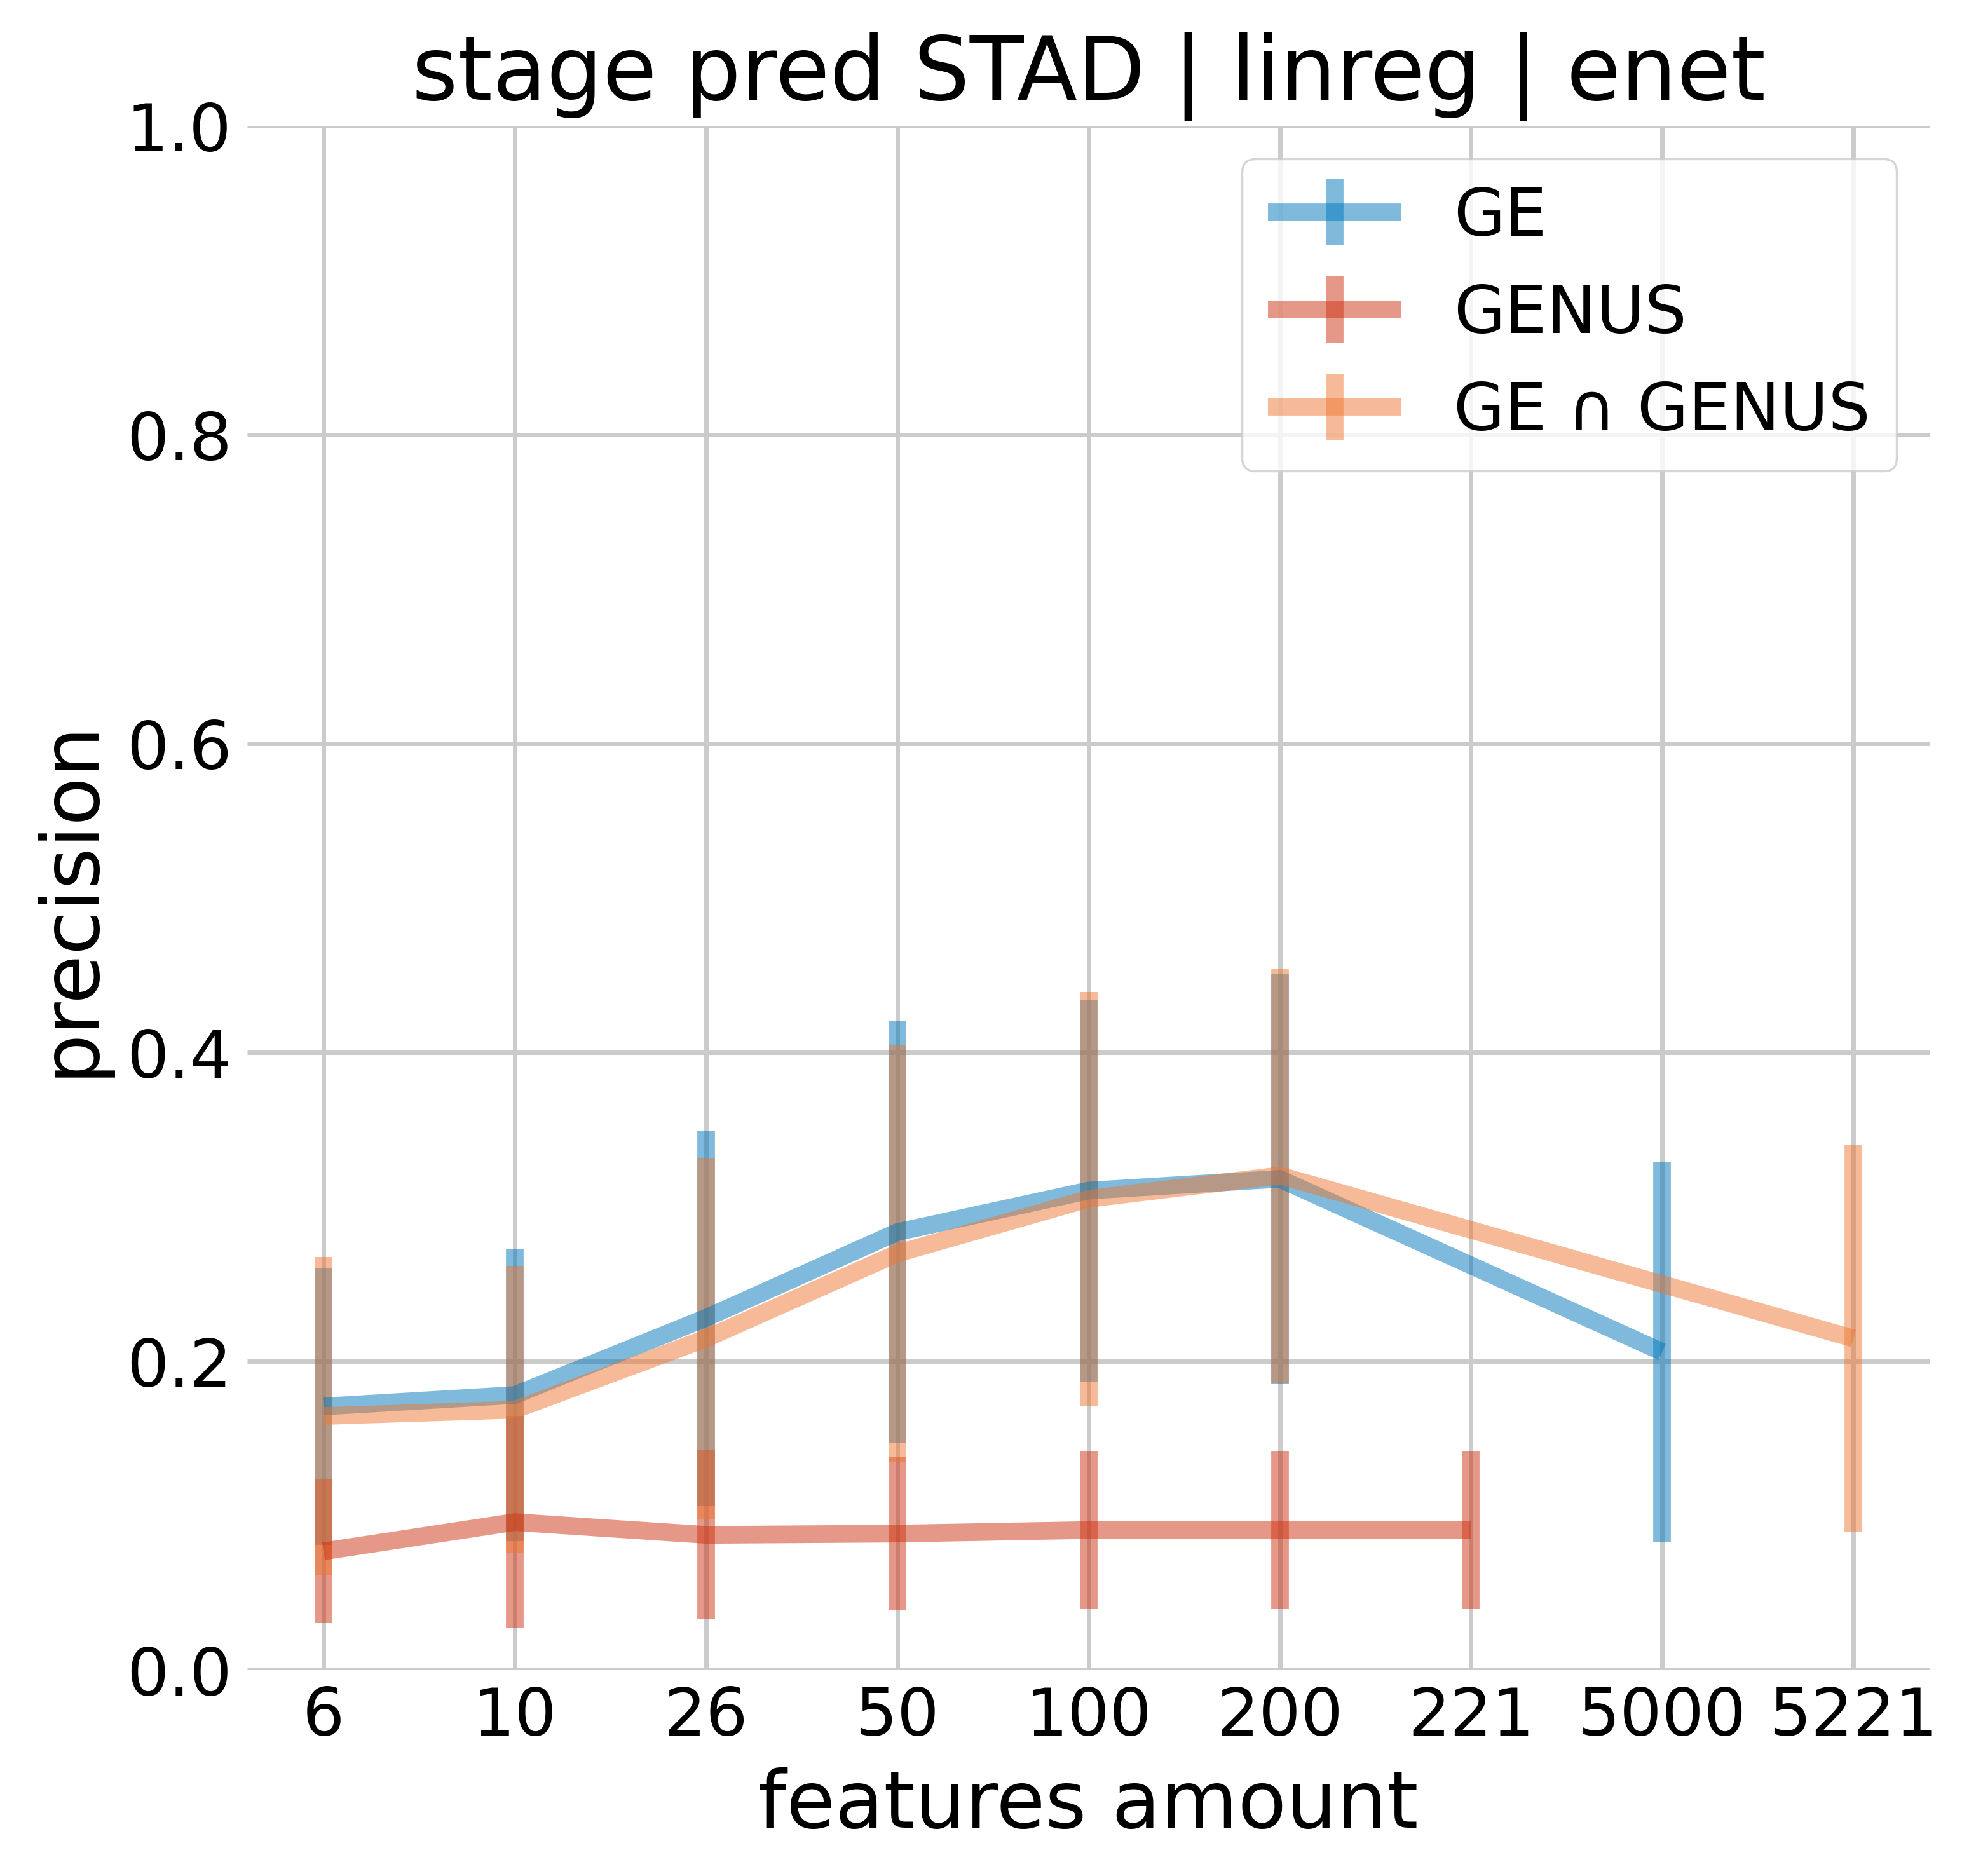 stage pred STAD | linreg | enet
1.0
0.8
0.6
0.4
0.2
0.0
precision
GE
GENUS
GE ∩ GENUS
6 10 26 50 100 200 221 5000 5221
features amount